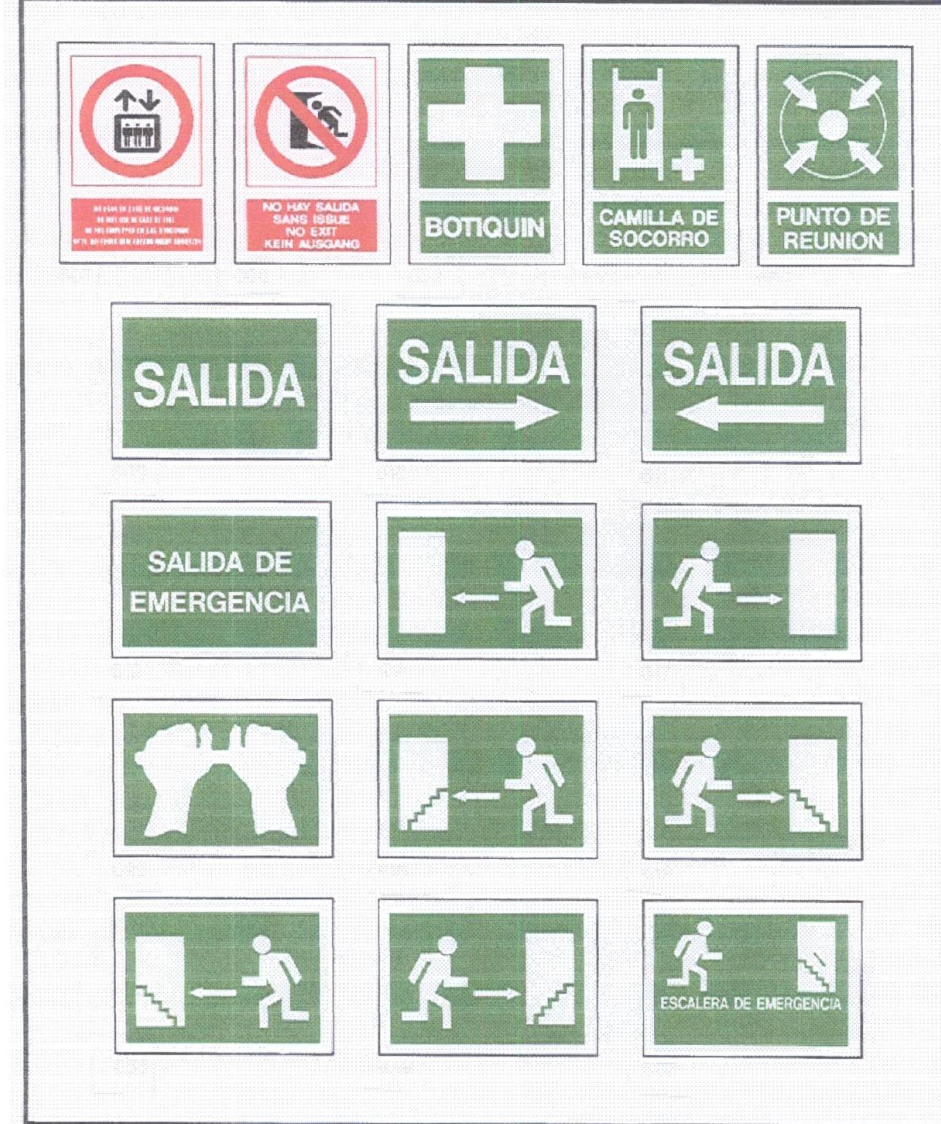 NO HAY SALIDA
SANS ISSUE
NO EXIT
KEIN AUSGANG
BOTIQUIN
CAMILLA DE
SOCORRO
PUNTO DE
REUNION
SALIDA
SALIDA
SALIDA
SALIDA DE
EMERGENCIA
ESCALERA DE EMERGENCIA